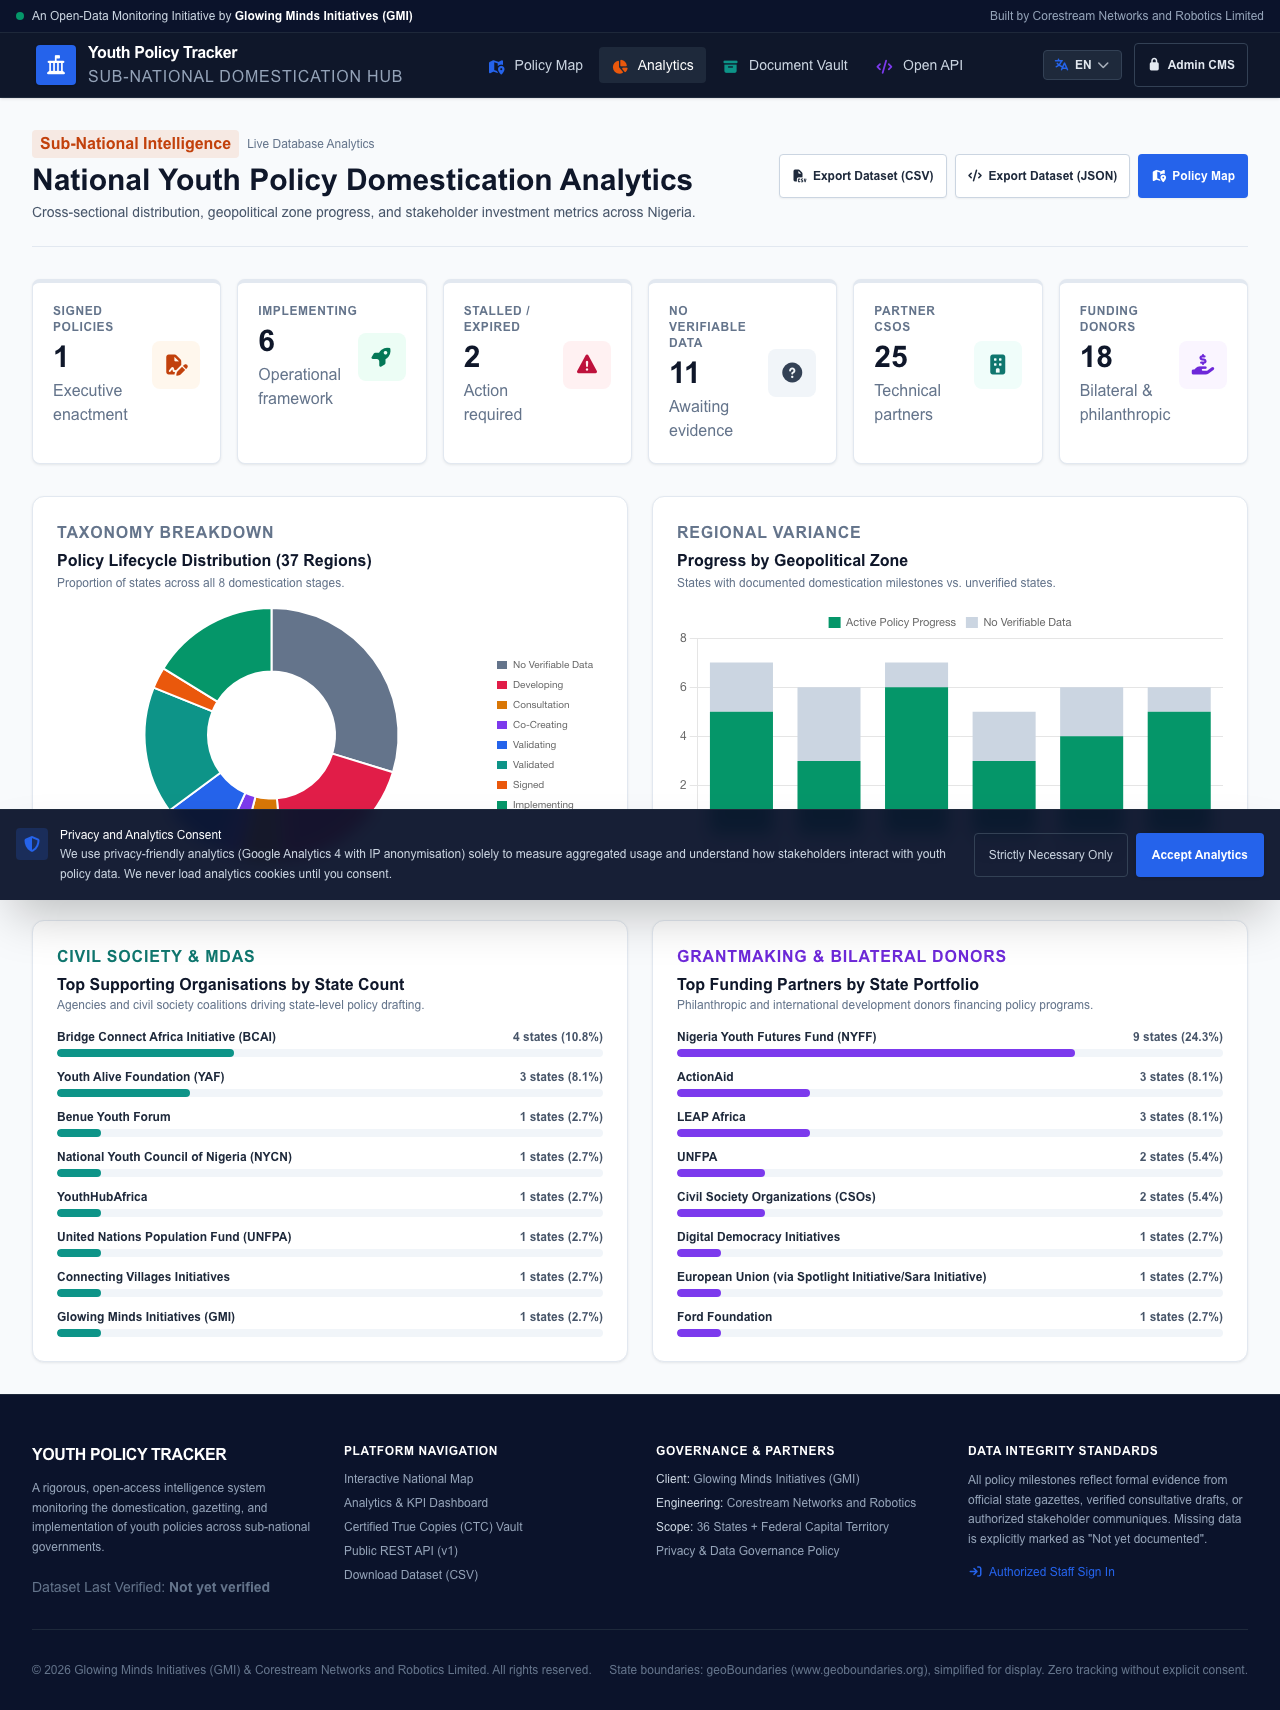 An Open-Data Monitoring Initiative by Glowing Minds Initiatives (GMI)
Built by Corestream Networks and Robotics Limited
Youth Policy Tracker
SUB-NATIONAL DOMESTICATION HUB
Policy Map
Analytics
Document Vault
Open API
EN
Admin CMS
Sub-National Intelligence
Live Database Analytics
National Youth Policy Domestication Analytics
Cross-sectional distribution, geopolitical zone progress, and stakeholder investment metrics across Nigeria.
Export Dataset (CSV)
Export Dataset (JSON)
Policy Map
SIGNED
POLICIES
1
Executive
enactment
IMPLEMENTING
6
Operational
framework
STALLED /
EXPIRED
2
Action
required
NO
VERIFIABLE
DATA
11
Awaiting
evidence
PARTNER
CSOS
25
Technical
partners
FUNDING
DONORS
18
Bilateral &
philanthropic
TAXONOMY BREAKDOWN
Policy Lifecycle Distribution (37 Regions)
Proportion of states across all 8 domestication stages.
No Verifiable Data
Developing
Consultation
Co-Creating
Validating
Validated
Signed
Implementing
REGIONAL VARIANCE
Progress by Geopolitical Zone
States with documented domestication milestones vs. unverified states.
Active Policy Progress
No Verifiable Data
8
6
4
2
Privacy and Analytics Consent
We use privacy-friendly analytics (Google Analytics 4 with IP anonymisation) solely to measure aggregated usage and understand how stakeholders interact with youth
policy data. We never load analytics cookies until you consent.
Strictly Necessary Only
Accept Analytics
CIVIL SOCIETY & MDAS
Top Supporting Organisations by State Count
Agencies and civil society coalitions driving state-level policy drafting.
Bridge Connect Africa Initiative (BCAI)
4 states (10.8%)
Youth Alive Foundation (YAF)
3 states (8.1%)
Benue Youth Forum
1 states (2.7%)
National Youth Council of Nigeria (NYCN)
1 states (2.7%)
YouthHubAfrica
1 states (2.7%)
United Nations Population Fund (UNFPA)
1 states (2.7%)
Connecting Villages Initiatives
1 states (2.7%)
Glowing Minds Initiatives (GMI)
1 states (2.7%)
GRANTMAKING & BILATERAL DONORS
Top Funding Partners by State Portfolio
Philanthropic and international development donors financing policy programs.
Nigeria Youth Futures Fund (NYFF)
9 states (24.3%)
ActionAid
3 states (8.1%)
LEAP Africa
3 states (8.1%)
UNFPA
2 states (5.4%)
Civil Society Organizations (CSOs)
2 states (5.4%)
Digital Democracy Initiatives
1 states (2.7%)
European Union (via Spotlight Initiative/Sara Initiative)
1 states (2.7%)
Ford Foundation
1 states (2.7%)
YOUTH POLICY TRACKER
A rigorous, open-access intelligence system
monitoring the domestication, gazetting, and
implementation of youth policies across sub-national
governments.
Dataset Last Verified: Not yet verified
PLATFORM NAVIGATION
Interactive National Map
Analytics & KPI Dashboard
Certified True Copies (CTC) Vault
Public REST API (v1)
Download Dataset (CSV)
GOVERNANCE & PARTNERS
Client: Glowing Minds Initiatives (GMI)
Engineering: Corestream Networks and Robotics
Scope: 36 States + Federal Capital Territory
Privacy & Data Governance Policy
DATA INTEGRITY STANDARDS
All policy milestones reflect formal evidence from
official state gazettes, verified consultative drafts, or
authorized stakeholder communiques. Missing data
is explicitly marked as "Not yet documented".
Authorized Staff Sign In
© 2026 Glowing Minds Initiatives (GMI) & Corestream Networks and Robotics Limited. All rights reserved.
State boundaries: geoBoundaries (www.geoboundaries.org), simplified for display. Zero tracking without explicit consent.